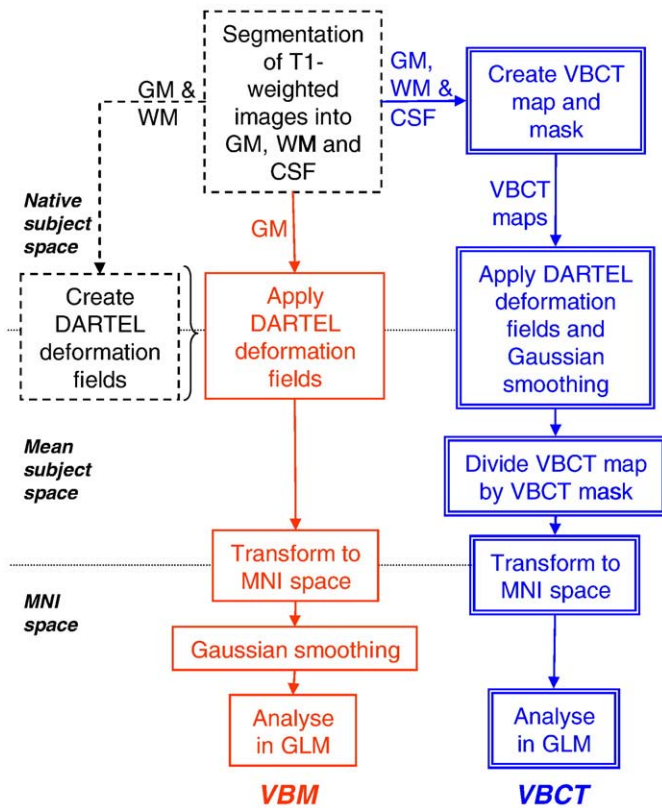 Segmentation
of T1-
weighted
images into
GM, WM and
CSF
GM &
WM
GM,
WM &
CSF
Create VBCT
map and
mask
VBCT
maps
Native
subject
space
GM
Create
DARTEL
deformation
fields
Apply
DARTEL
deformation
fields
Apply DARTEL
deformation
fields and
Gaussian
smoothing
Mean
subject
space
Divide VBCT map
by VBCT mask
Transform to
MNI space
Transform to
MNI space
MNI
space
Gaussian smoothing
Analyse
in GLM
Analyse
in GLM
VBM
VBCT